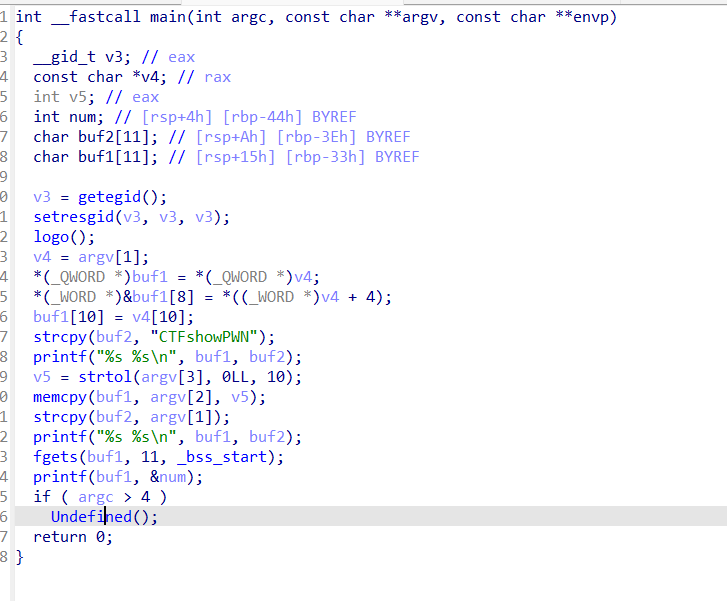 1 int __fastcall main(int argc, const char **argv, const char **envp)
2 {
3 __gid_t v3; // eax
4 const char *v4; // rax
5 int v5; // eax
6 int num; // [rsp+4h] [rbp-44h] BYREF
7 char buf2[11]; // [rsp+Ah] [rbp-3Eh] BYREF
8 char buf1[11]; // [rsp+15h] [rbp-33h] BYREF
9
0 v3 = getegid();
1 setresgid(v3, v3, v3);
2 logo();
3 v4 = argv[1];
4 *(_QWORD *)buf1 = *(_QWORD *)v4;
5 *(_WORD *)&buf1[8] = *((_WORD *)v4 + 4);
6 buf1[10] = v4[10];
7 strcpy(buf2, "CTFshowPWN");
8 printf("%s %s\n", buf1, buf2);
9 v5 = strtol(argv[3], 0LL, 10);
0 memcpy(buf1, argv[2], v5);
1 strcpy(buf2, argv[1]);
2 printf("%s %s\n", buf1, buf2);
3 fgets(buf1, 11, _bss_start);
4 printf(buf1, &num);
5 if ( argc > 4 )
6 Undefined();
7 return 0;
8 }